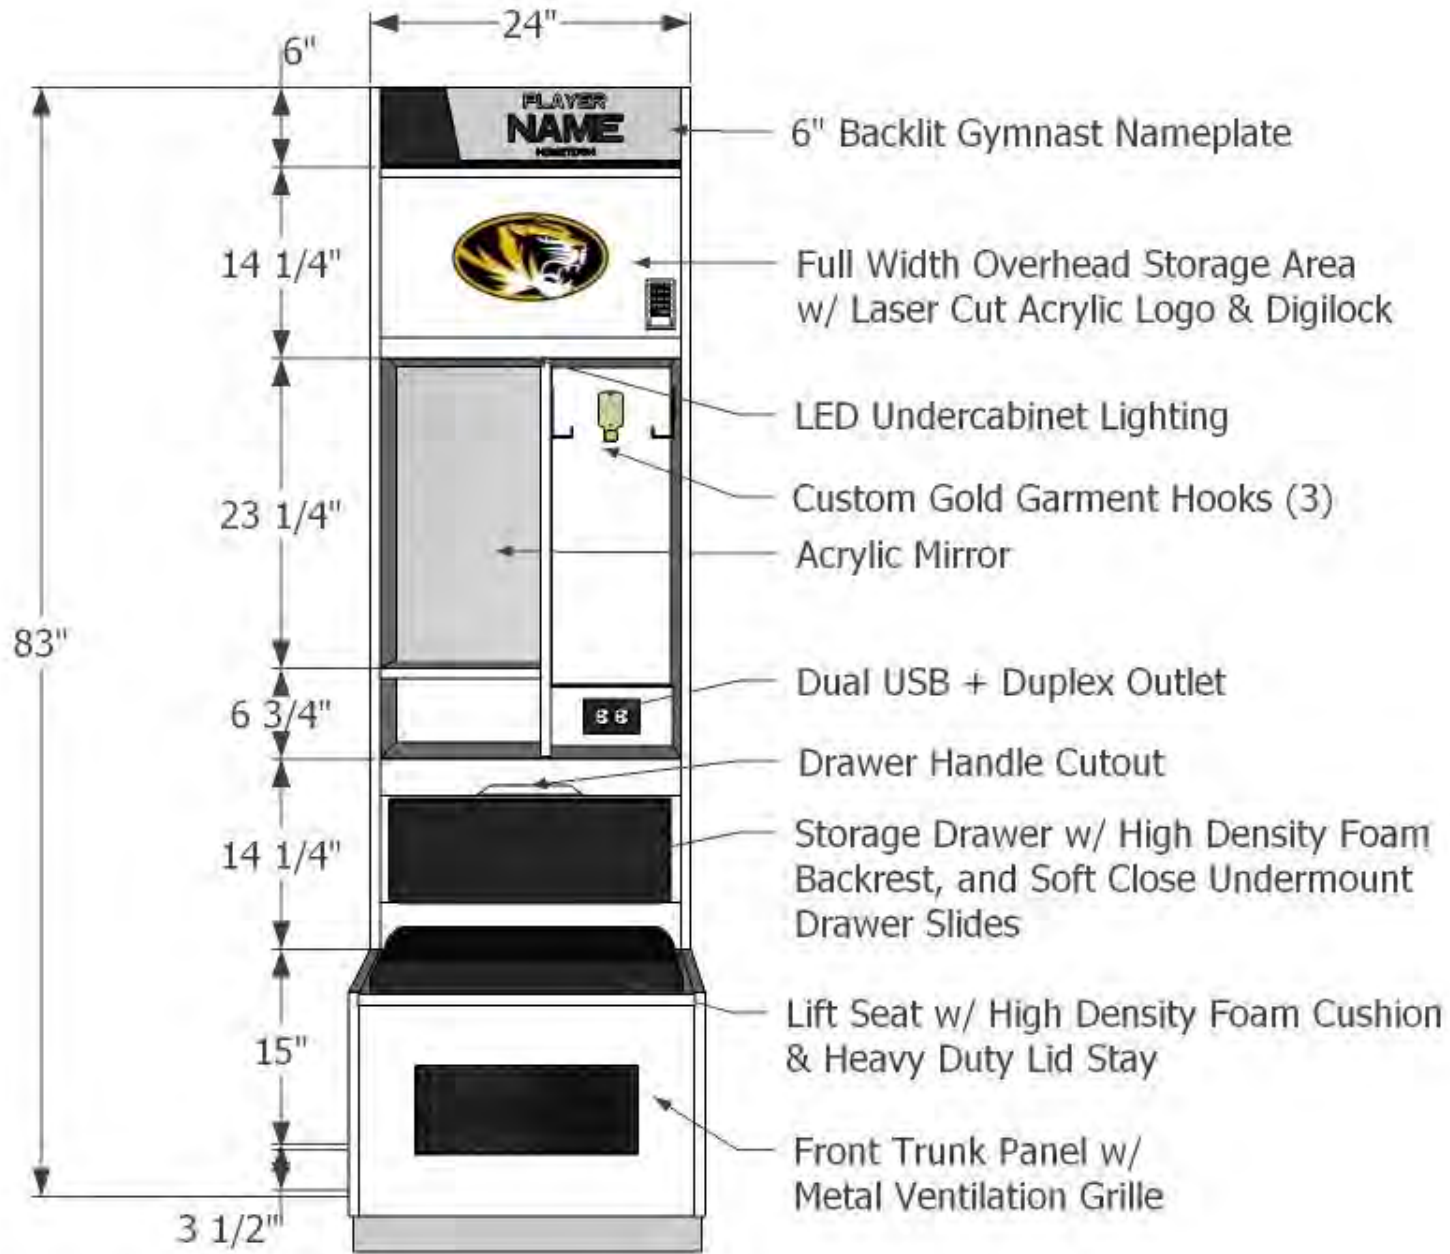 24"
6"
PLAYER
NAME
HOMETOWN
6" Backlit Gymnast Nameplate
14 1/4"
Full Width Overhead Storage Area
w/ Laser Cut Acrylic Logo & Digilock
LED Undercabinet Lighting
23 1/4"
Custom Gold Garment Hooks (3)
Acrylic Mirror
83"
Dual USB + Duplex Outlet
6 3/4"
Drawer Handle Cutout
14 1/4"
Storage Drawer w/ High Density Foam
Backrest, and Soft Close Undermount
Drawer Slides
15"
Lift Seat w/ High Density Foam Cushion
& Heavy Duty Lid Stay
Front Trunk Panel w/
Metal Ventilation Grille
3 1/2"